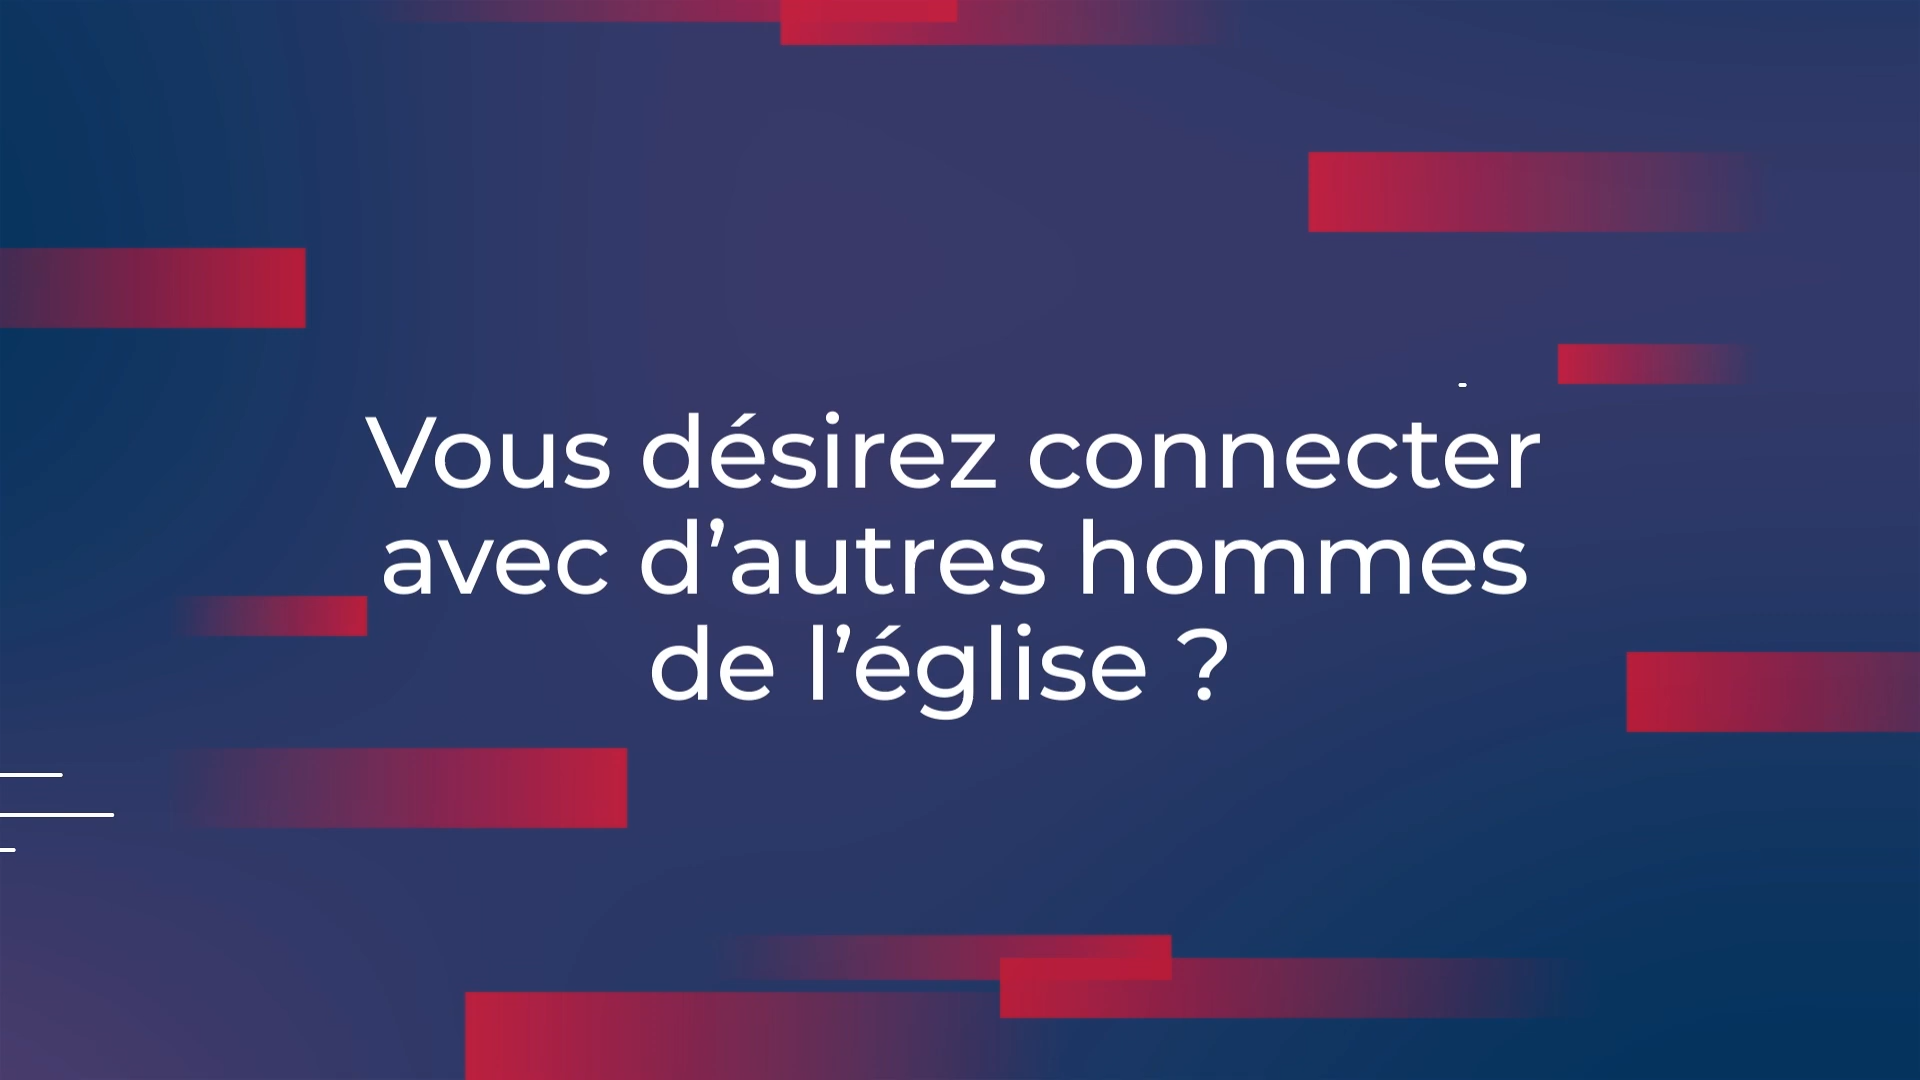 Vous désirez connecter
avec d’autres hommes
de l’église ?